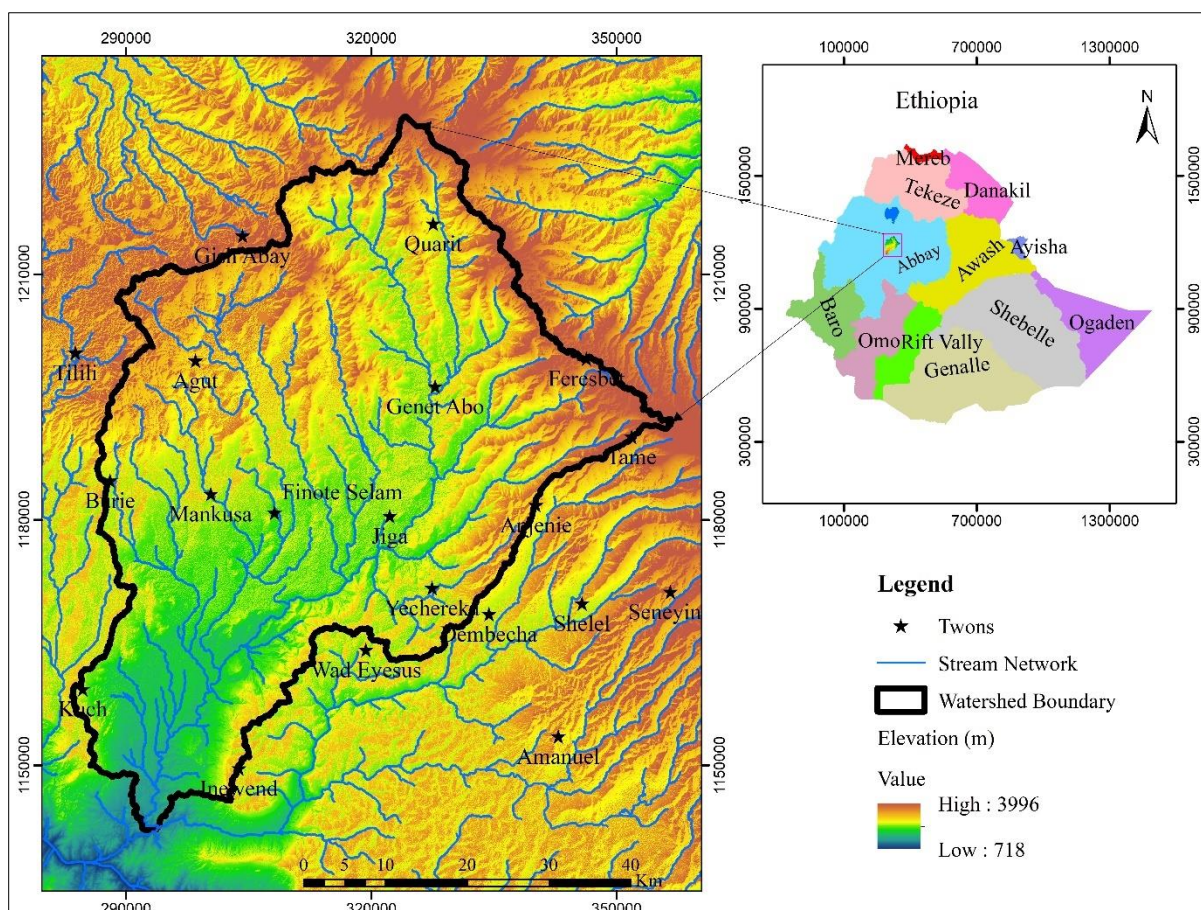 290000
320000
350000
1210000
1180000
1150000
Quarit
Gish Abay
Tilili
Agut
Feresbet
Genet Abo
Tame
Burie
Mankusa
Finote Selam
Jiga
Anjenie
Yechereka
Dembecha
Shelel
Seneyin
Wad Eyesus
Kuch
Amanuel
Inewend
0 5 10 20 30 40
Km
1210000
1180000
1150000
290000
320000
350000
100000
700000
1300000
Ethiopia
N
Mereb
Tekeze
Danakil
Abbay
Awash
Ayisha
Baro
Omo
Rift Vally
Shebelle
Ogaden
Genalle
1500000
900000
300000
1500000
900000
300000
100000
700000
1300000
Legend
Twons
Stream Network
Watershed Boundary
Elevation (m)
Value
High : 3996
Low : 718